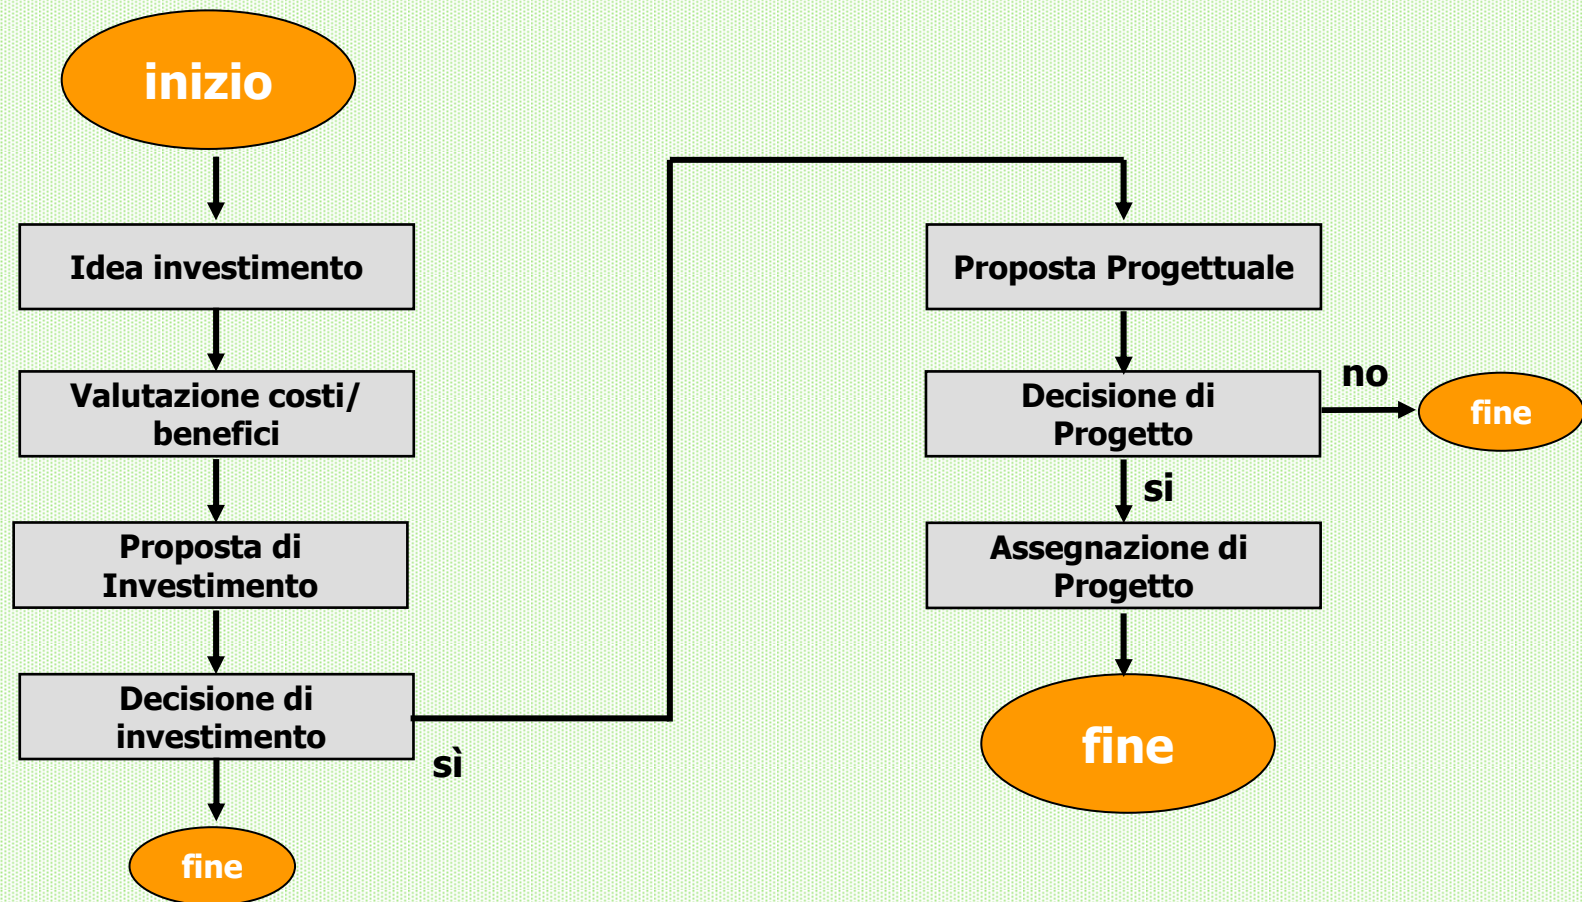 inizio
Idea investimento
Valutazione costi/
benefici
Proposta di
Investimento
Decisione di
investimento
sì
fine
Proposta Progettuale
Decisione di
Progetto
no
fine
si
Assegnazione di
Progetto
fine